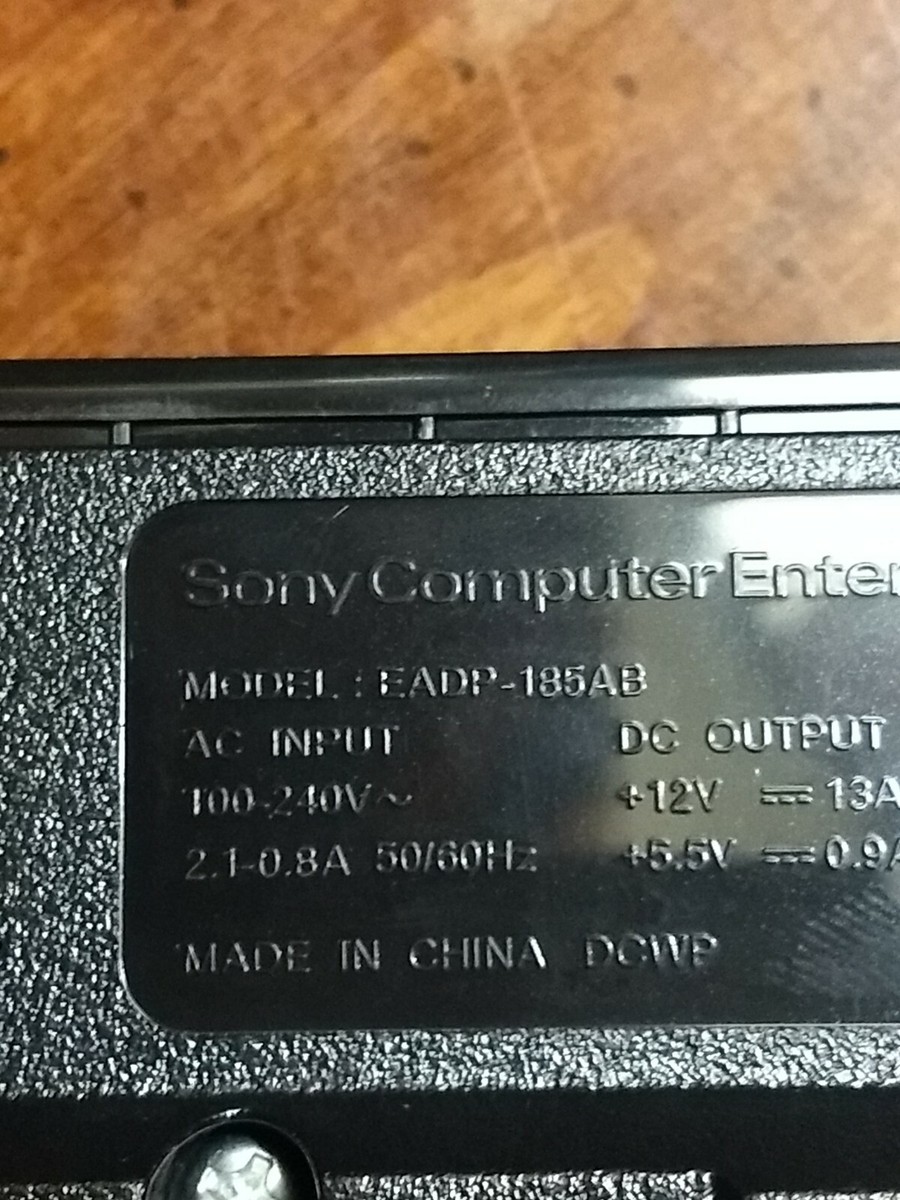 Sony Computer Enter
MODEL : EADP-185AB
AC INPUT
100-240V~
2.1-0.8A 50/60Hz
DC OUTPUT
+12V ⎓ 13A
+5.5V ⎓ 0.9A
MADE IN CHINA DCWP